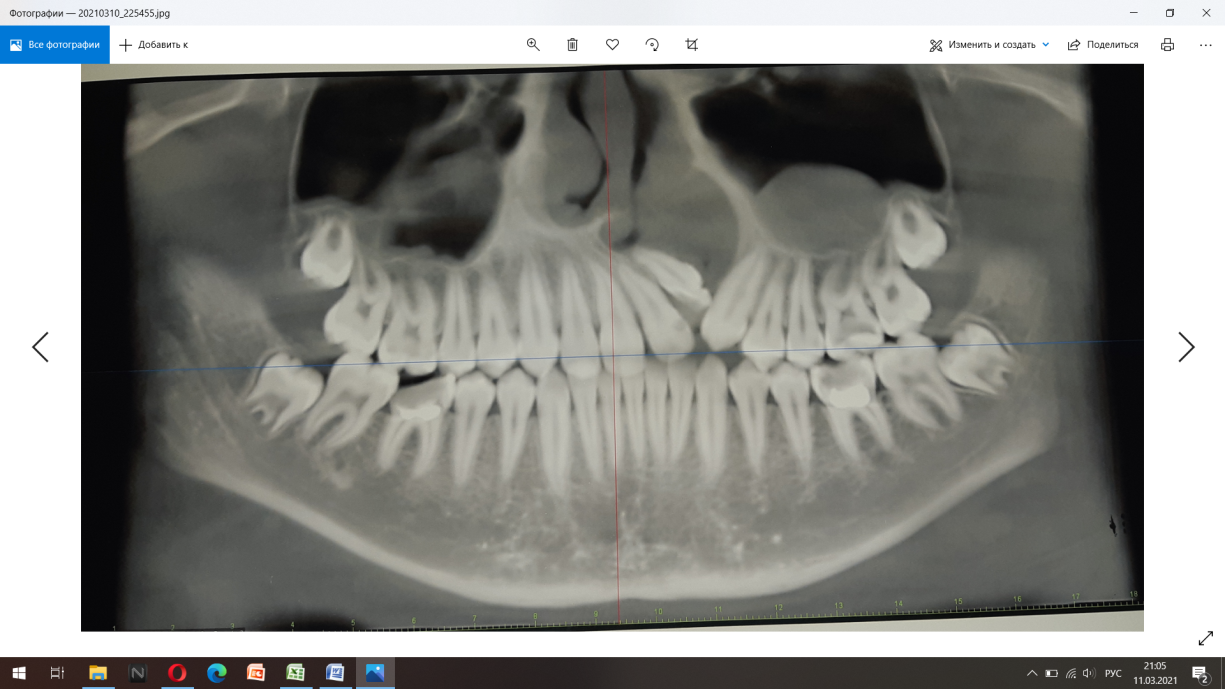 Фотографии — 20210310_225455.jpg
Все фотографии
Добавить к
Изменить и создать
Поделиться
1 2 3 4 5 6 7 8 9 10 11 12 13 14 15 16 17 18
РУС
21:05
11.03.2021
2